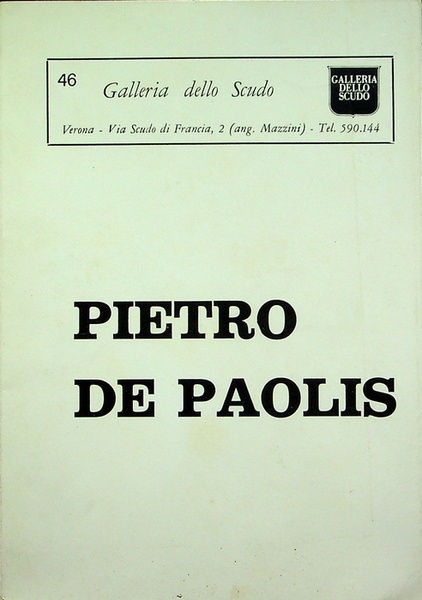 46
Galleria dello Scudo
GALLERIA
DELLO
SCUDO
Verona - Via Scudo di Francia, 2 (ang. Mazzini) - Tel. 590.144
PIETRO
DE PAOLIS